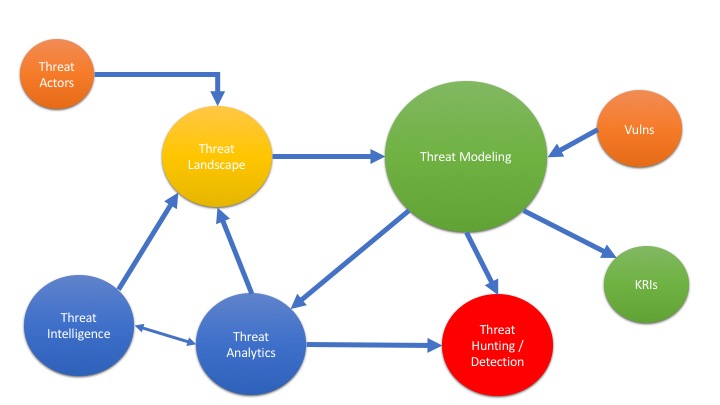 Threat
Actors
Threat
Landscape
Threat Modeling
Vulns
KRIs
Threat
Intelligence
Threat
Analytics
Threat
Hunting /
Detection